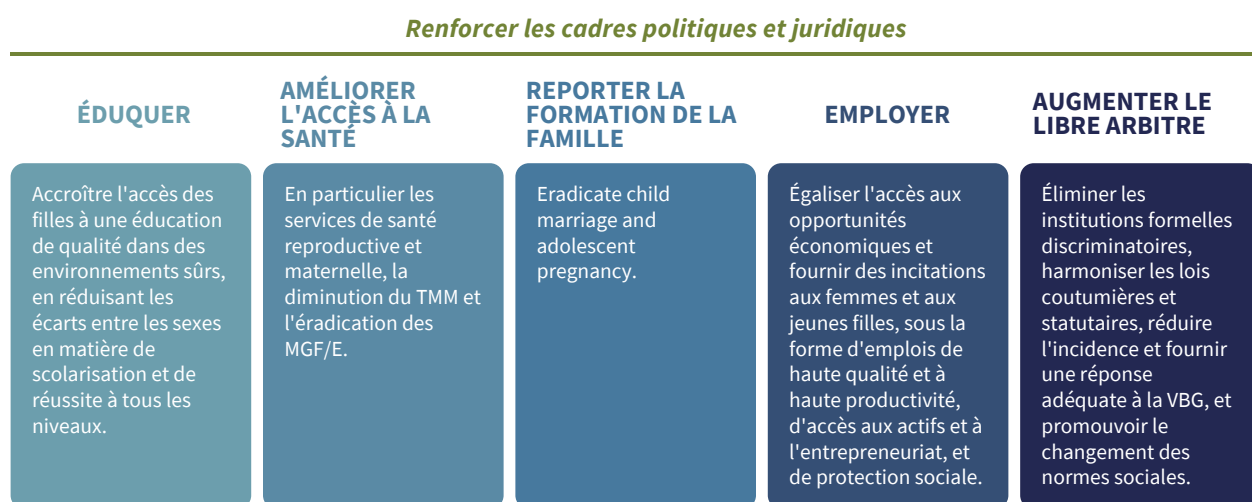 Renforcer les cadres politiques et juridiques
ÉDUQUER
Accroître l'accès des
filles à une éducation
de qualité dans des
environnements sûrs,
en réduisant les
écarts entre les sexes
en matière de
scolarisation et de
réussite à tous les
niveaux.
AMÉLIORER
L'ACCÈS À LA
SANTÉ
En particulier les
services de santé
reproductive et
maternelle, la
diminution du TMM et
l'éradication des
MGF/E.
REPORTER LA
FORMATION DE LA
FAMILLE
Eradicate child
marriage and
adolescent
pregnancy.
EMPLOYER
Égaliser l'accès aux
opportunités
économiques et
fournir des incitations
aux femmes et aux
jeunes filles, sous la
forme d'emplois de
haute qualité et à
haute productivité,
d'accès aux actifs et à
l'entrepreneuriat, et
de protection sociale.
AUGMENTER LE
LIBRE ARBITRE
Éliminer les
institutions formelles
discriminatoires,
harmoniser les lois
coutumières et
statutaires, réduire
l'incidence et fournir
une réponse
adéquate à la VBG, et
promouvoir le
changement des
normes sociales.